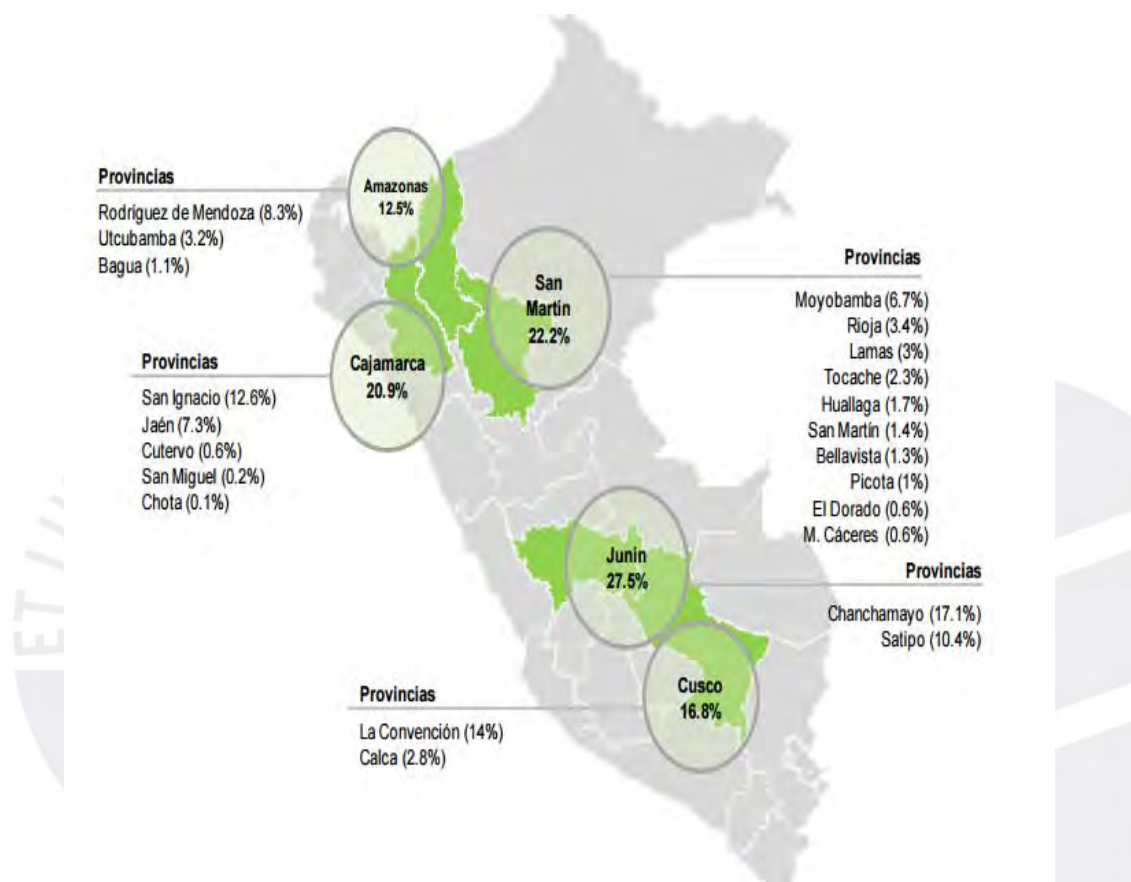 Provincias
Rodríguez de Mendoza (8.3%)
Utcubamba (3.2%)
Bagua (1.1%)
Amazonas
12.5%
San
Martin
22.2%
Provincias
Moyobamba (6.7%)
Rioja (3.4%)
Lamas (3%)
Tocache (2.3%)
Huallaga (1.7%)
San Martín (1.4%)
Bellavista (1.3%)
Picota (1%)
El Dorado (0.6%)
M. Cáceres (0.6%)
Provincias
San Ignacio (12.6%)
Jaén (7.3%)
Cutervo (0.6%)
San Miguel (0.2%)
Chota (0.1%)
Cajamarca
20.9%
Junin
27.5%
Provincias
Chanchamayo (17.1%)
Satipo (10.4%)
Provincias
La Convención (14%)
Calca (2.8%)
Cusco
16.8%
ET